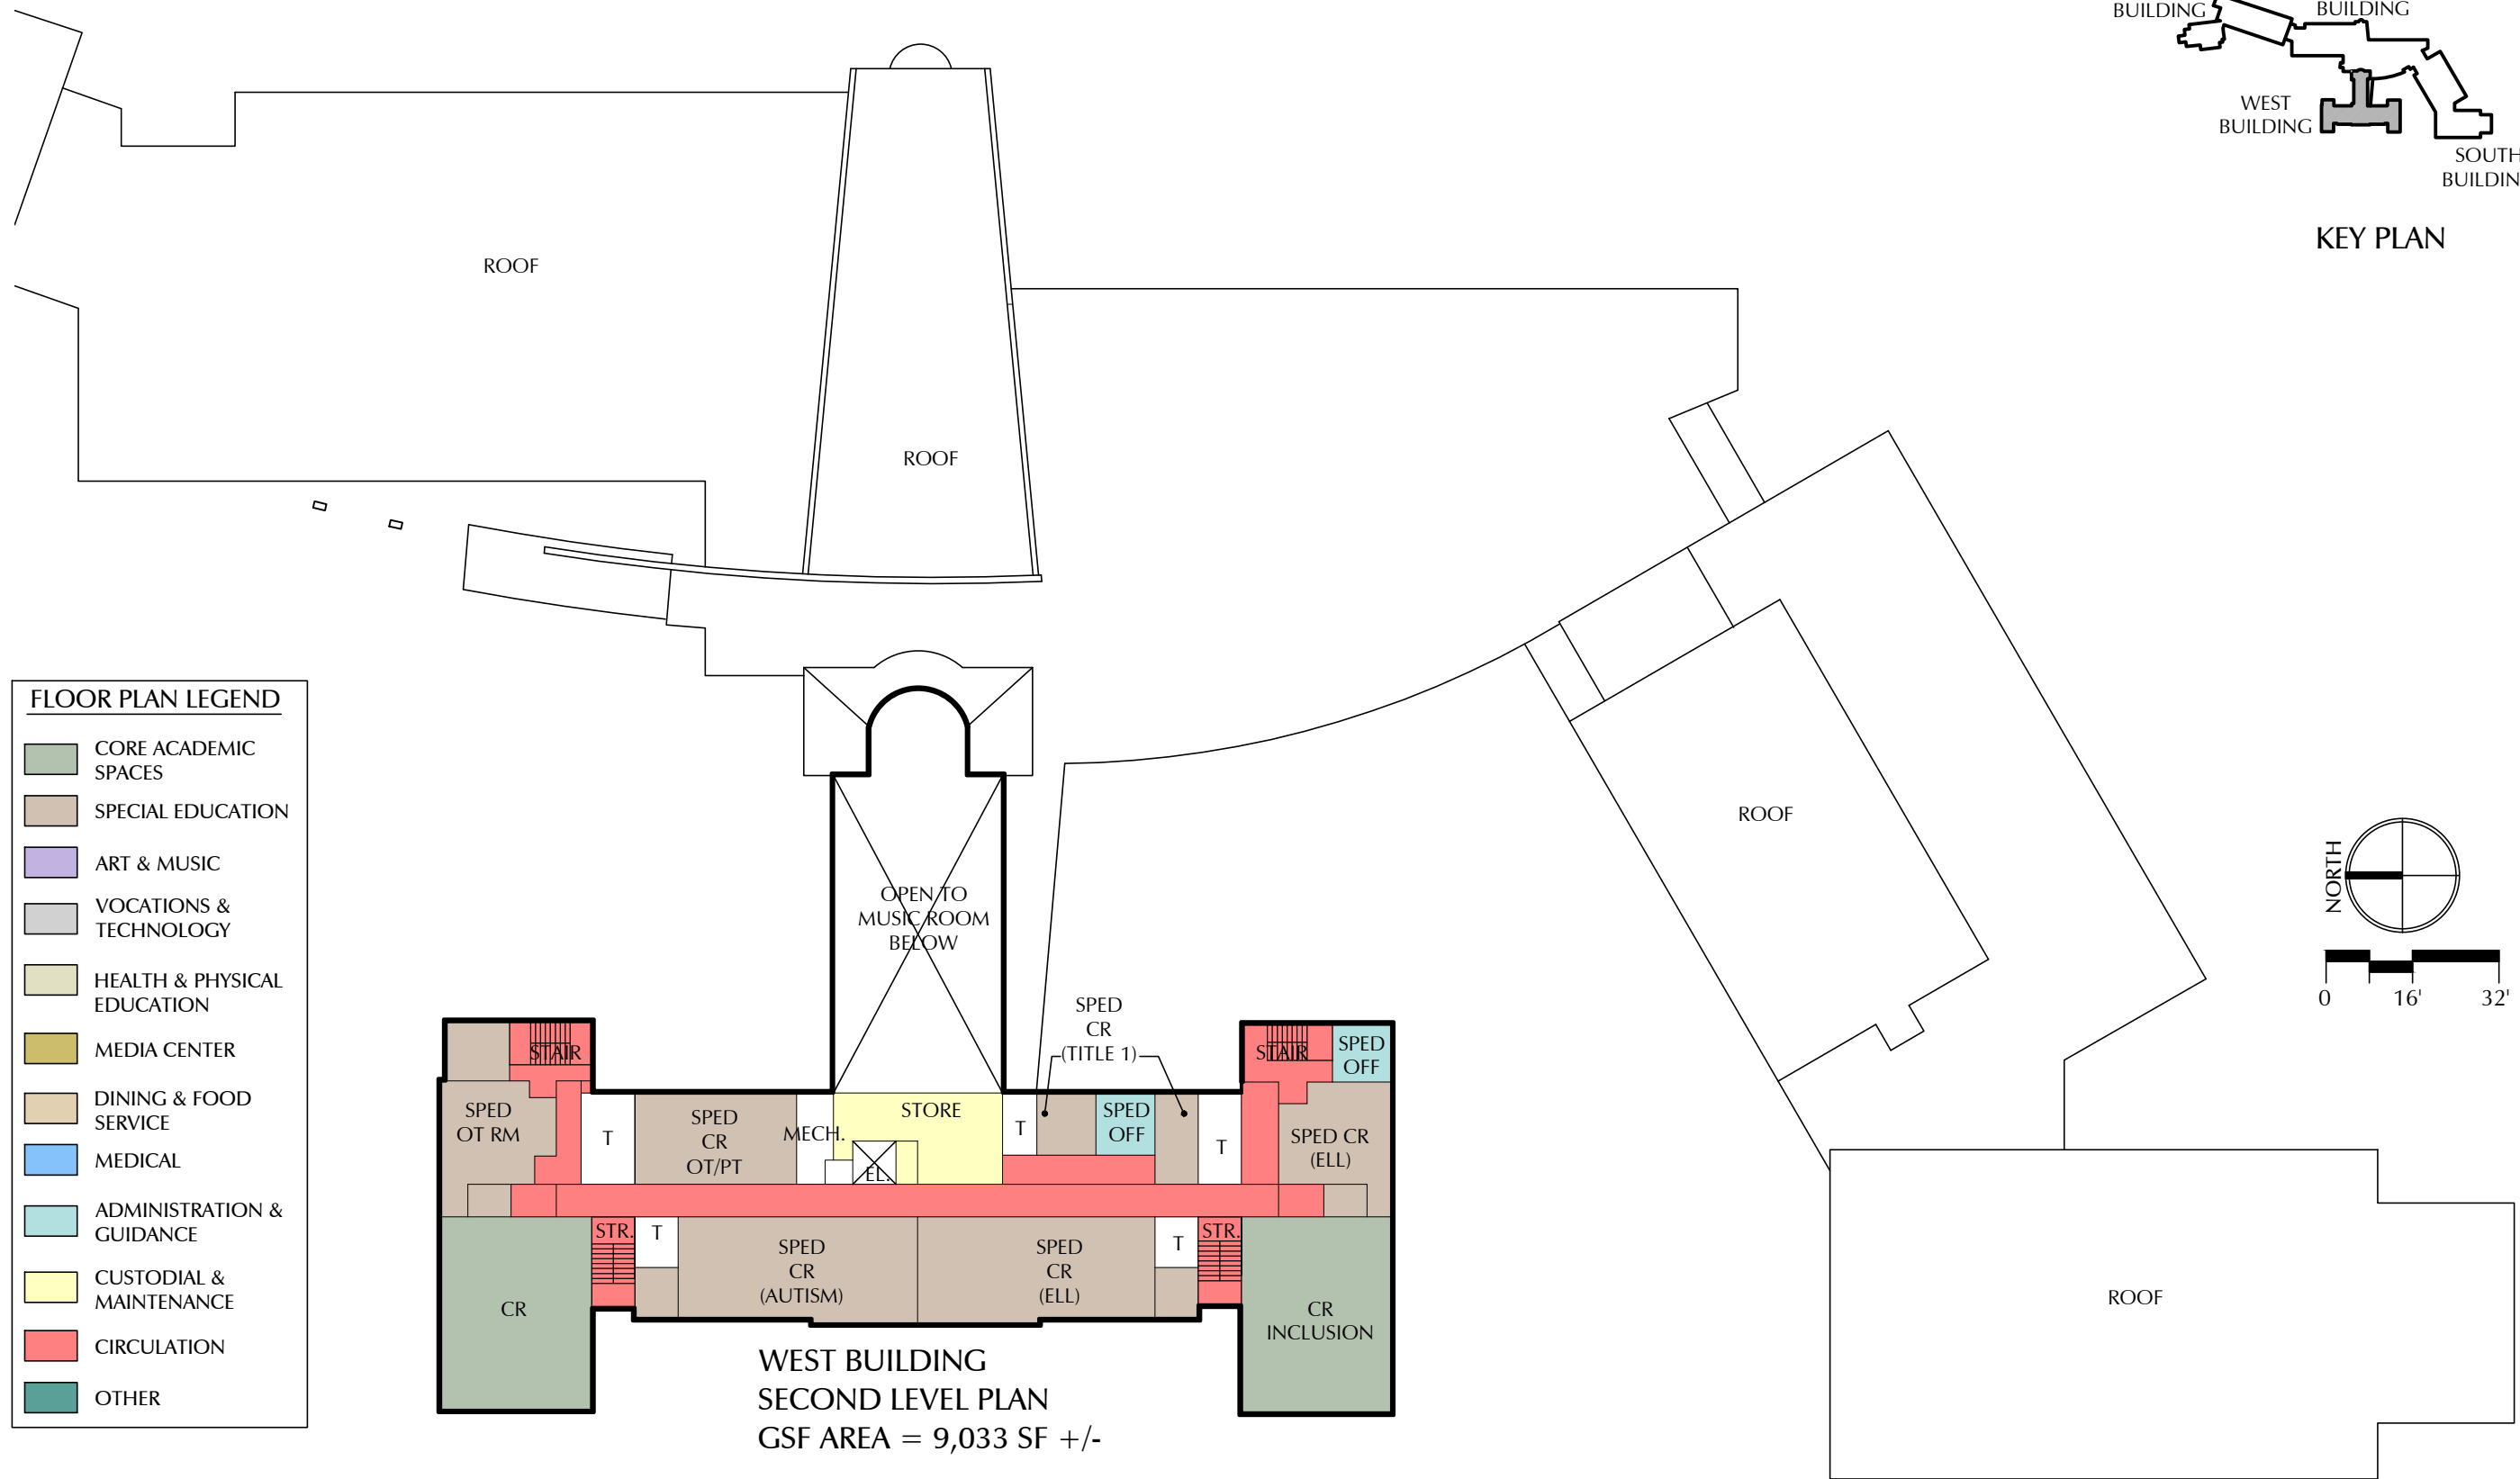 BUILDING
BUILDING
WEST
BUILDING
SOUTH
BUILDIN
KEY PLAN
ROOF
ROOF
ROOF
ROOF
FLOOR PLAN LEGEND
CORE ACADEMIC
SPACES
SPECIAL EDUCATION
ART & MUSIC
VOCATIONS &
TECHNOLOGY
HEALTH & PHYSICAL
EDUCATION
MEDIA CENTER
DINING & FOOD
SERVICE
MEDICAL
ADMINISTRATION &
GUIDANCE
CUSTODIAL &
MAINTENANCE
CIRCULATION
OTHER
NORTH
0 16' 32'
OPEN TO
MUSIC ROOM
BELOW
SPED
CR
(TITLE 1)
STAIR
STAIR
SPED
OFF
SPED
OT RM
T
SPED
CR
OT/PT
MECH.
STORE
EL.
T
SPED
OFF
T
SPED CR
(ELL)
STR.
T
SPED
CR
(AUTISM)
SPED
CR
(ELL)
T
STR.
CR
CR
INCLUSION
WEST BUILDING
SECOND LEVEL PLAN
GSF AREA = 9,033 SF +/-